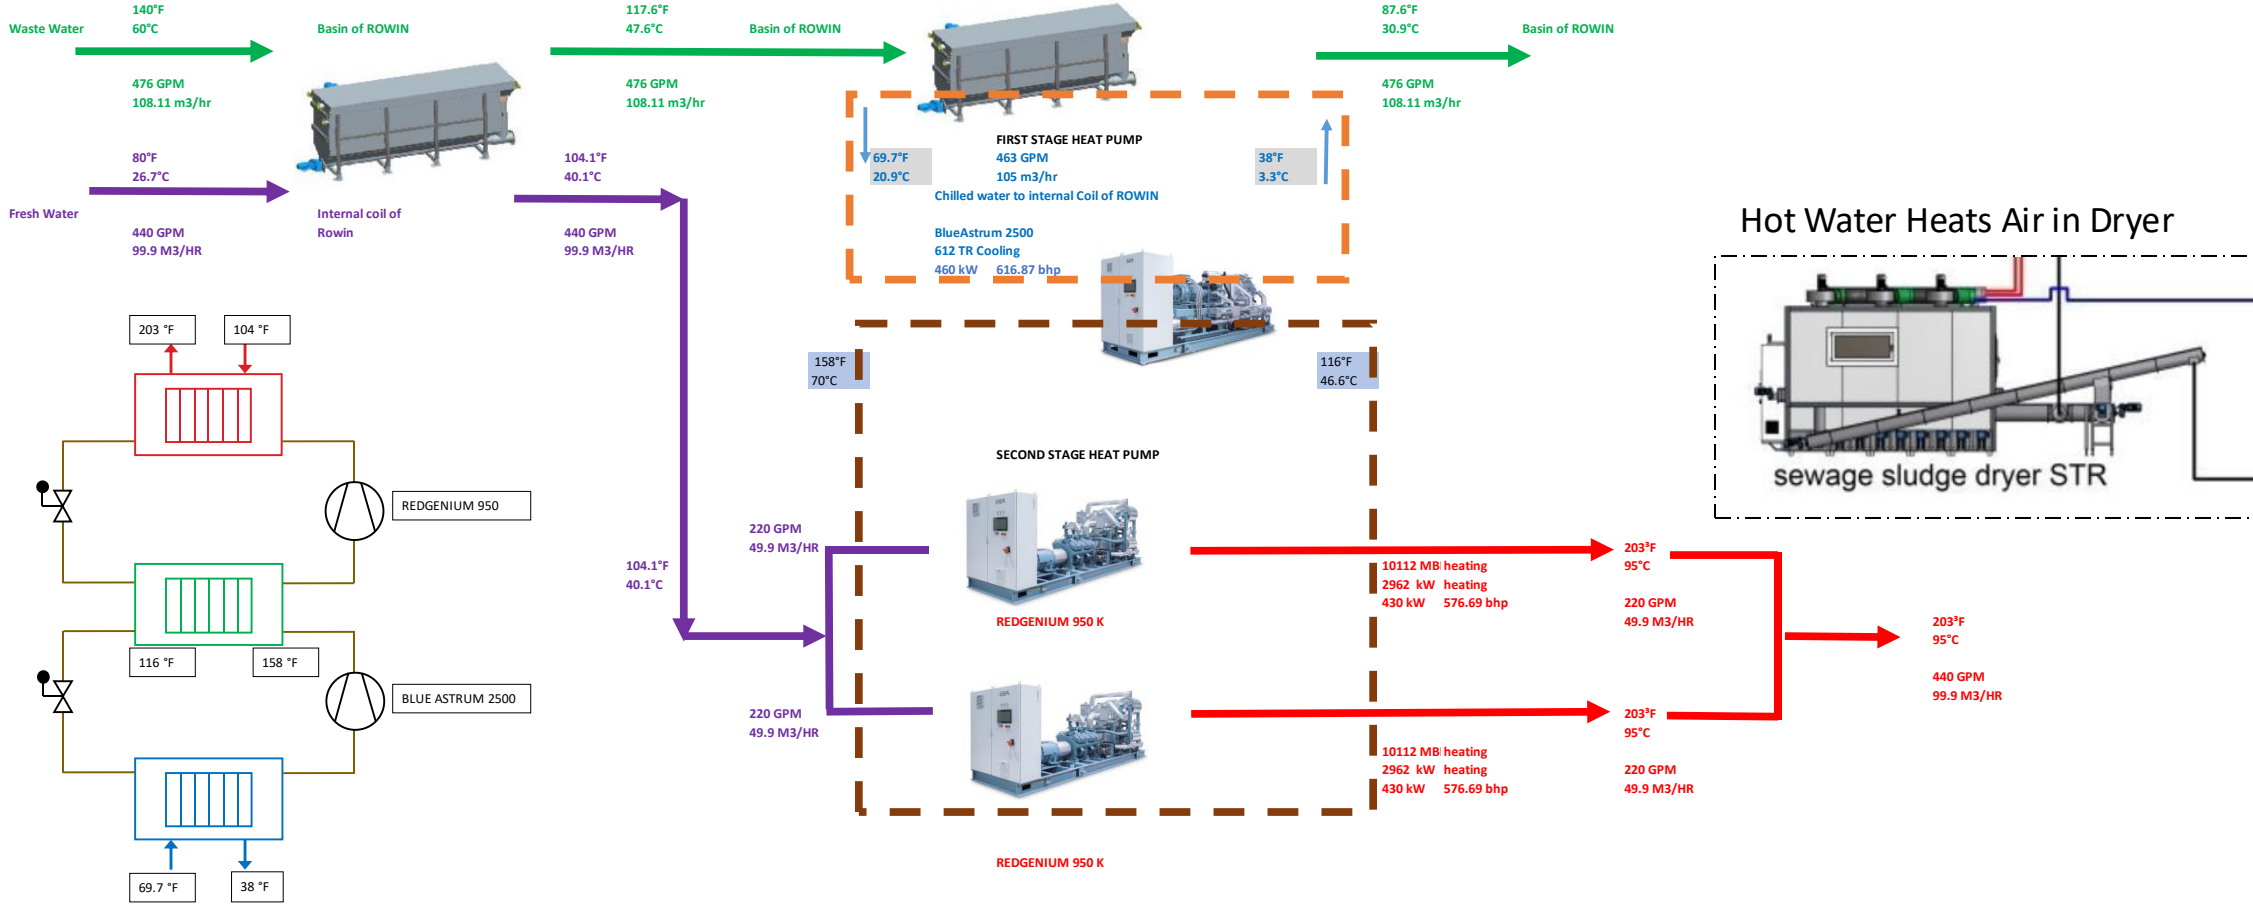 140°F
60°C
Waste Water
Basin of ROWIN
476 GPM
108.11 m3/hr
117.6°F
47.6°C
Basin of ROWIN
476 GPM
108.11 m3/hr
87.6°F
30.9°C
Basin of ROWIN
476 GPM
108.11 m3/hr
80°F
26.7°C
Fresh Water
Internal coil of
Rowin
440 GPM
99.9 M3/HR
104.1°F
40.1°C
440 GPM
99.9 M3/HR
FIRST STAGE HEAT PUMP
69.7°F
20.9°C
463 GPM
105 m3/hr
38°F
3.3°C
Chilled water to internal Coil of ROWIN
BlueAstrum 2500
612 TR Cooling
460 kW 616.87 bhp
Hot Water Heats Air in Dryer
sewage sludge dryer STR
203 °F
104 °F
REDGENIUM 950
116 °F
158 °F
BLUE ASTRUM 2500
69.7 °F
38 °F
158°F
70°C
116°F
46.6°C
SECOND STAGE HEAT PUMP
104.1°F
40.1°C
220 GPM
49.9 M3/HR
REDGENIUM 950 K
10112 MB heating
2962 kW heating
430 kW 576.69 bhp
203³F
95°C
220 GPM
49.9 M3/HR
203³F
95°C
440 GPM
99.9 M3/HR
220 GPM
49.9 M3/HR
10112 MB heating
2962 kW heating
430 kW 576.69 bhp
203³F
95°C
220 GPM
49.9 M3/HR
REDGENIUM 950 K